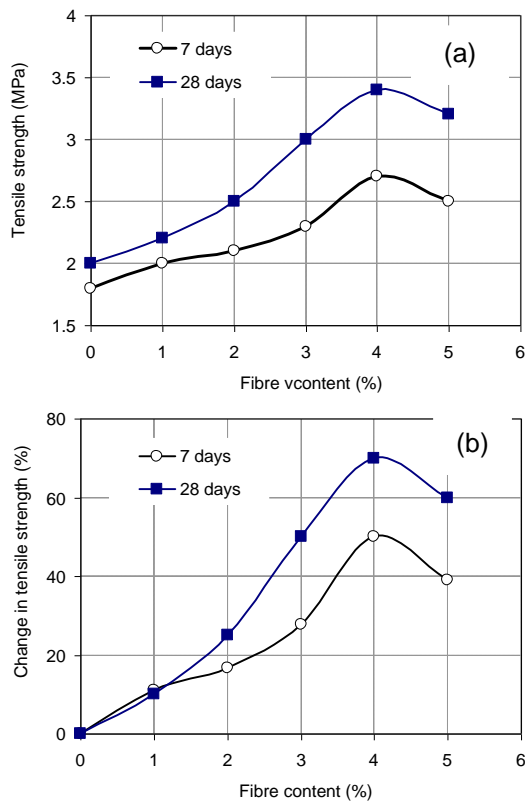 4
(a)
7 days
28 days
3.5
3
2.5
2
1.5
Tensile strength (MPa)
0 1 2 3 4 5 6
Fibre vcontent (%)
80
(b)
7 days
28 days
60
40
20
0
Change in tensile strength (%)
0 1 2 3 4 5 6
Fibre content (%)